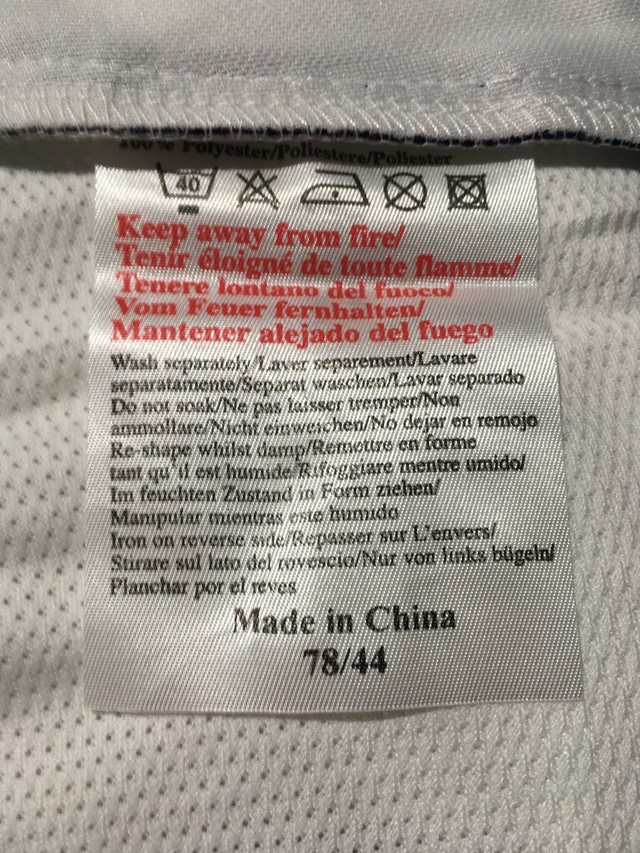 100% Polyester/Poliestere/Poliester
40
Keep away from fire/
Tenir éloigné de toute flamme/
Tenere lontano del fuoco/
Vom Feuer fernhalten/
Mantener alejado del fuego
Wash separately/Laver separement/Lavare
separatamente/Separat waschen/Lavar separado
Do not soak/Ne pas laisser tremper/Non
ammollare/Nicht einweichen/No dejar en remojo
Re-shape whilst damp/Remettre en forme
tant qu'il est humide/Rifoggiare mentre umido/
Im feuchten Zustand in Form ziehen/
Manipular mientras este humido
Iron on reverse side/Repasser sur L'envers/
Stirare sul lato del rovescio/Nur von links bügeln/
Planchar por el reves
Made in China
78/44